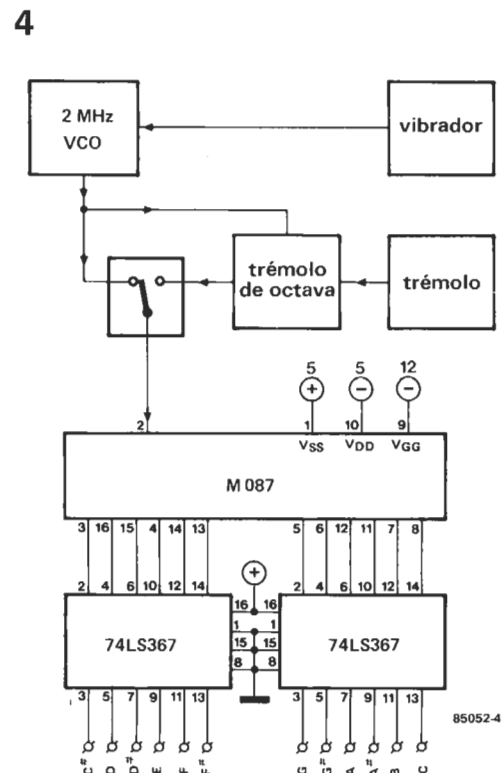 4
2 MHz
VCO
vibrador
trémolo
de octava
trémolo
5 5 12
+ − −
2 1 10 9
VSS VDD VGG
M 087
3 16 15 4 14 13 5 6 12 11 7 8
2 4 6 10 12 14 + 2 4 6 10 12 14
16 16
1 1
74LS367 15 15 74LS367
8 8
3 5 7 9 11 13 3 5 7 9 11 13
85052-4
C# D D# E F F# G G# A A# B C